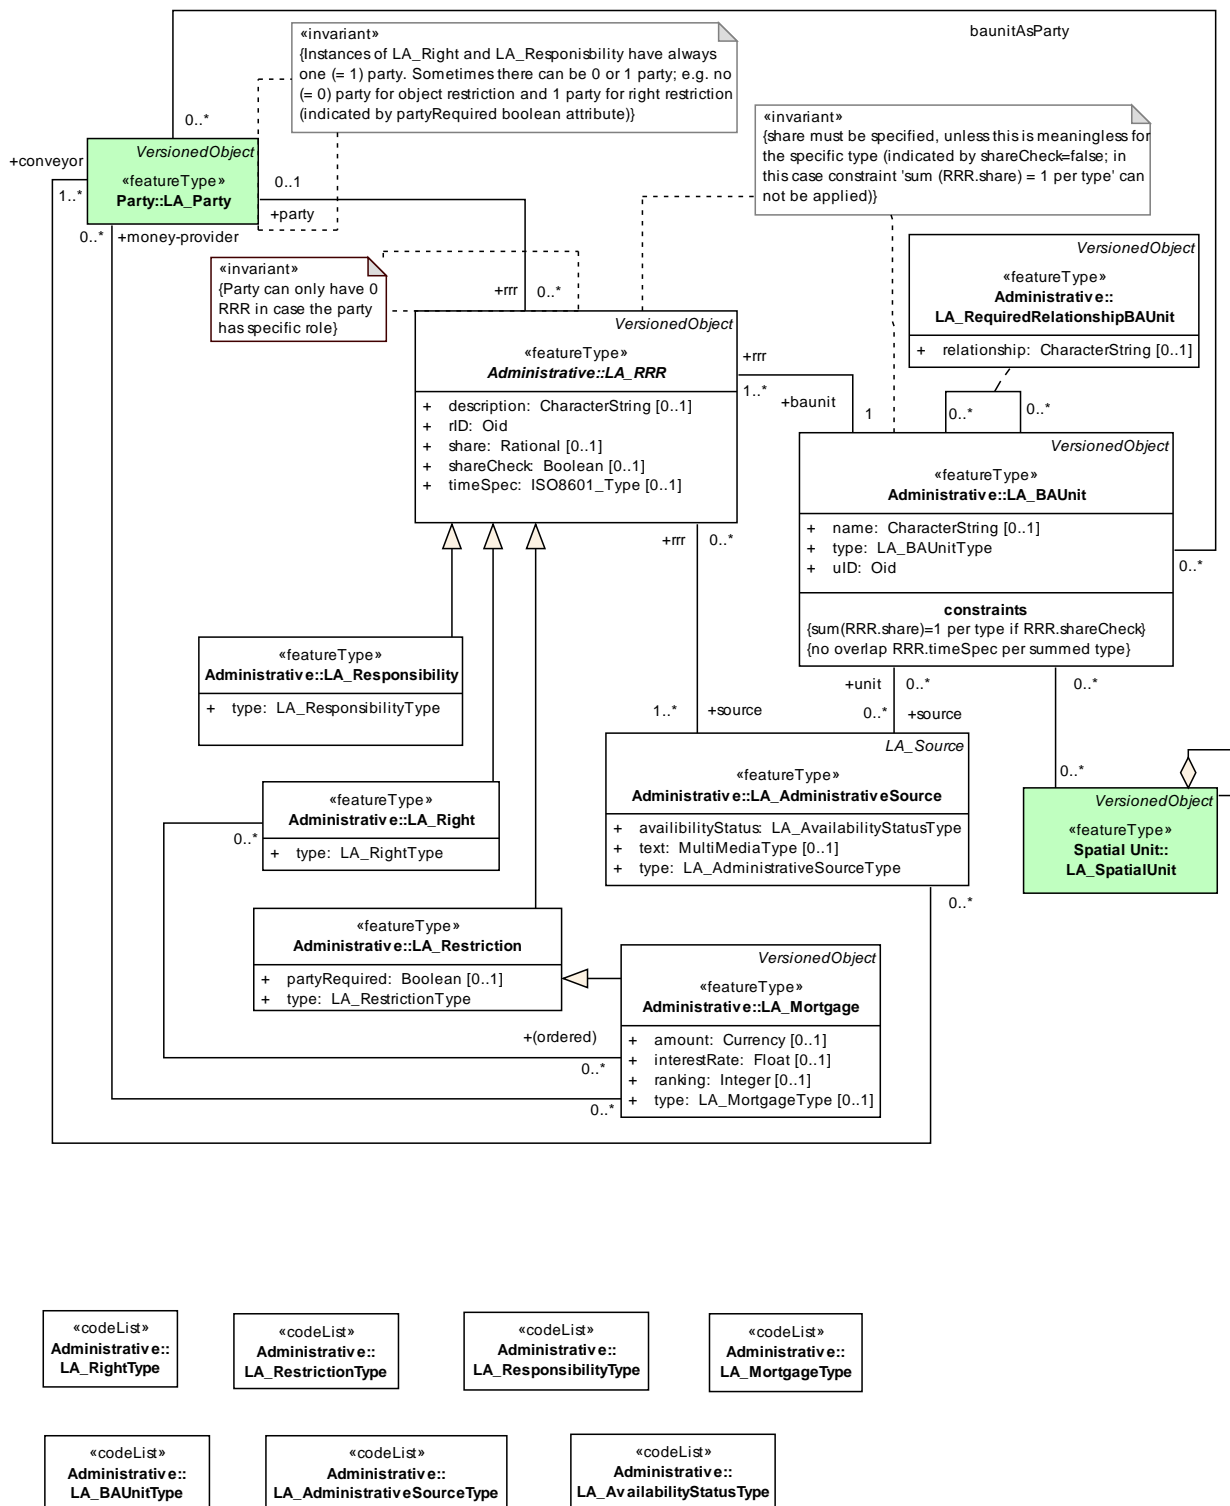 baunitAsParty
«invariant»
{Instances of LA_Right and LA_Responisbility have always
one (= 1) party. Sometimes there can be 0 or 1 party; e.g. no
(= 0) party for object restriction and 1 party for right restriction
(indicated by partyRequired boolean attribute)}
«invariant»
{share must be specified, unless this is meaningless for
the specific type (indicated by shareCheck=false; in
this case constraint 'sum (RRR.share) = 1 per type' can
not be applied)}
0..*
+conveyor
1..*
VersionedObject
«featureType»
Party::LA_Party
0..1
+party
0..*
+money-provider
«invariant»
{Party can only have 0
RRR in case the party
has specific role}
+rrr
0..*
VersionedObject
«featureType»
Administrative::
LA_RequiredRelationshipBAUnit
+ relationship: CharacterString [0..1]
VersionedObject
«featureType»
Administrative::LA_RRR
+ description: CharacterString [0..1]
+ rID: Oid
+ share: Rational [0..1]
+ shareCheck: Boolean [0..1]
+ timeSpec: ISO8601_Type [0..1]
+rrr
1..*
+baunit
1
0..*
0..*
VersionedObject
«featureType»
Administrative::LA_BAUnit
+ name: CharacterString [0..1]
+ type: LA_BAUnitType
+ uID: Oid
constraints
{sum(RRR.share)=1 per type if RRR.shareCheck}
{no overlap RRR.timeSpec per summed type}
0..*
+rrr
0..*
«featureType»
Administrative::LA_Responsibility
+ type: LA_ResponsibilityType
+unit
0..*
0..*
1..*
+source
0..*
+source
LA_Source
«featureType»
Administrative::LA_AdministrativeSource
+ availibilityStatus: LA_AvailabilityStatusType
+ text: MultiMediaType [0..1]
+ type: LA_AdministrativeSourceType
0..*
0..*
VersionedObject
«featureType»
Spatial Unit::
LA_SpatialUnit
«featureType»
Administrative::LA_Right
+ type: LA_RightType
0..*
«featureType»
Administrative::LA_Restriction
+ partyRequired: Boolean [0..1]
+ type: LA_RestrictionType
VersionedObject
«featureType»
Administrative::LA_Mortgage
+ amount: Currency [0..1]
+ interestRate: Float [0..1]
+ ranking: Integer [0..1]
+ type: LA_MortgageType [0..1]
+(ordered)
0..*
0..*
«codeList»
Administrative::
LA_RightType
«codeList»
Administrative::
LA_RestrictionType
«codeList»
Administrative::
LA_ResponsibilityType
«codeList»
Administrative::
LA_MortgageType
«codeList»
Administrative::
LA_BAUnitType
«codeList»
Administrative::
LA_AdministrativeSourceType
«codeList»
Administrative::
LA_AvailabilityStatusType